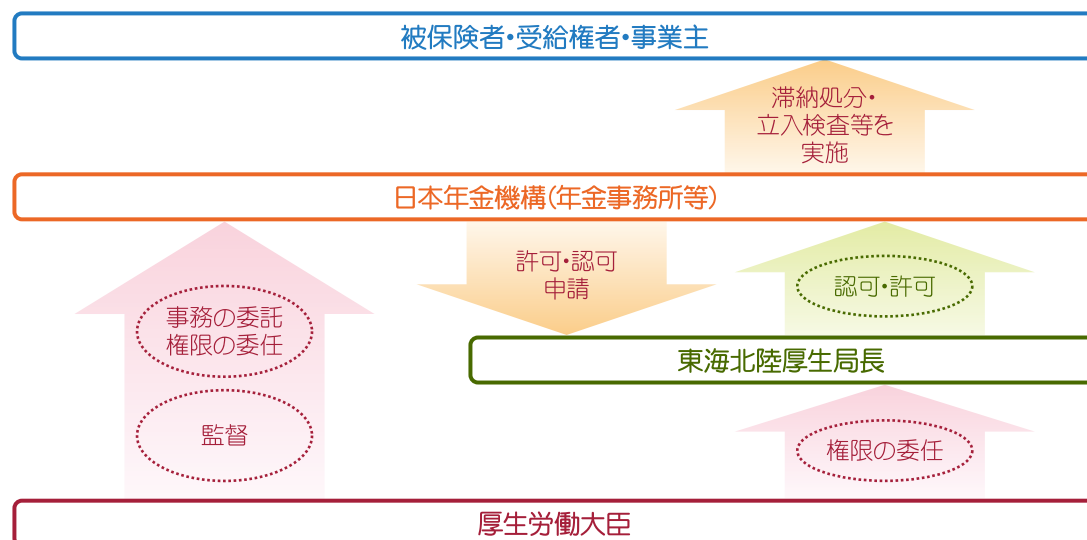 被保険者・受給権者・事業主
滞納処分・
立入検査等を
実施
日本年金機構(年金事務所等)
許可・認可
申請
認可・許可
事務の委託
権限の委任
東海北陸厚生局長
監督
権限の委任
厚生労働大臣